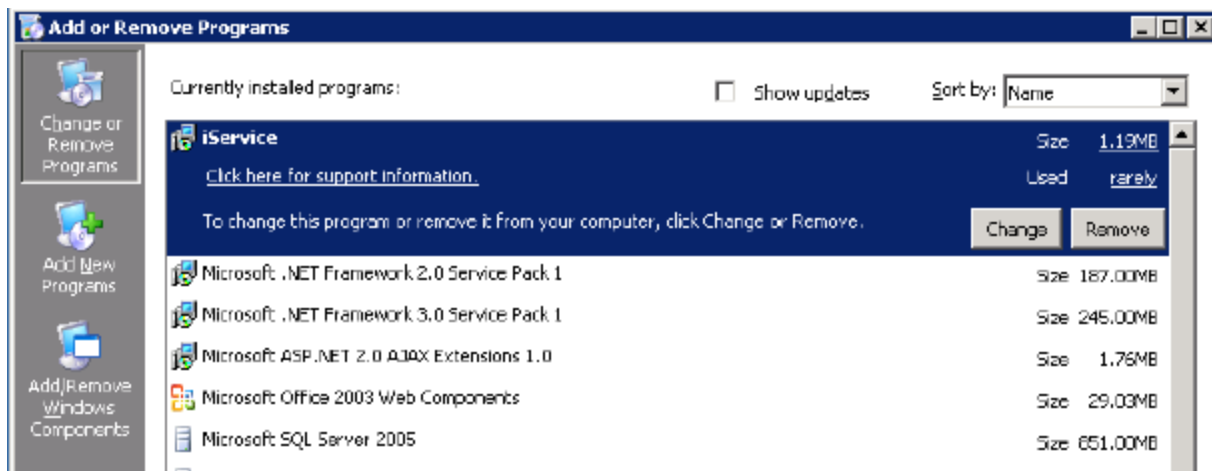 Add or Remove Programs
Change or
Remove
Programs
Add New
Programs
Add/Remove
Windows
Components
Currently installed programs:
Show updates
Sort by: Name
iService Size 1.19MB
Click here for support information. Used rarely
To change this program or remove it from your computer, click Change or Remove. Change Remove
Microsoft .NET Framework 2.0 Service Pack 1 Size 187.00MB
Microsoft .NET Framework 3.0 Service Pack 1 Size 245.00MB
Microsoft ASP.NET 2.0 AJAX Extensions 1.0 Size 1.76MB
Microsoft Office 2003 Web Components Size 29.03MB
Microsoft SQL Server 2005 Size 651.00MB